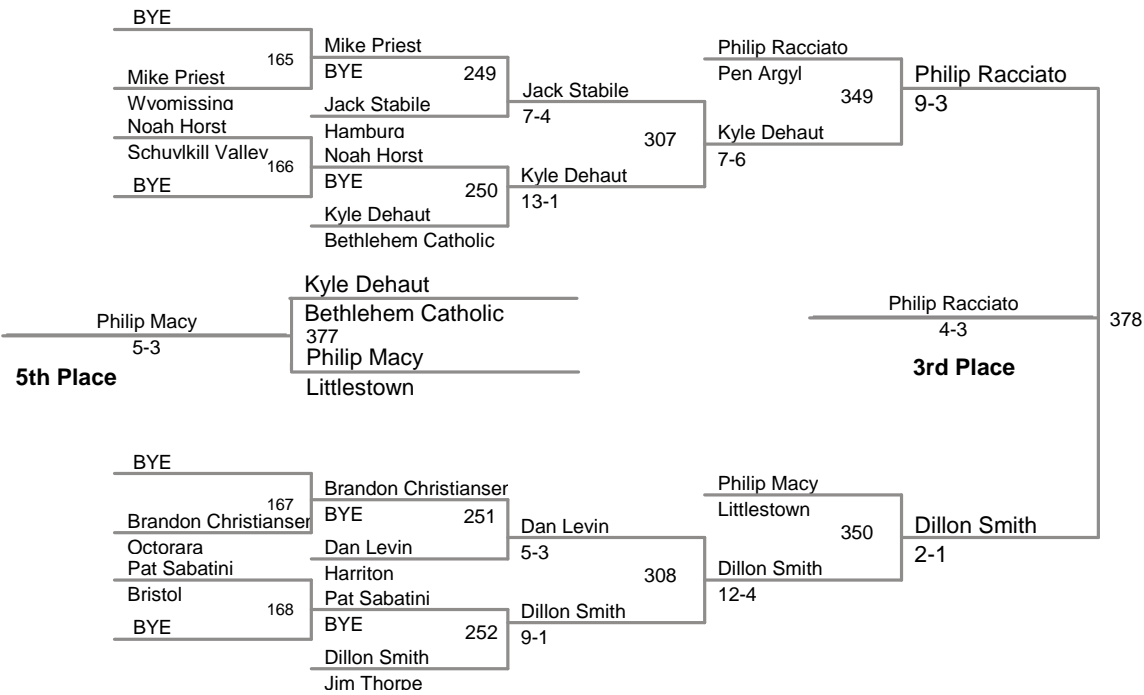 BYE
165
Mike Priest
Wyomissing
Noah Horst
Schuylkill Valley
166
BYE
Mike Priest
BYE
249
Jack Stabile
Hamburg
Noah Horst
BYE
250
Kyle Dehaut
Bethlehem Catholic
Jack Stabile
7-4
307
Kyle Dehaut
13-1
Philip Racciato
Pen Argyl
349
Kyle Dehaut
7-6
Philip Racciato
9-3
Philip Macy
5-3
5th Place
Kyle Dehaut
Bethlehem Catholic
377
Philip Macy
Littlestown
Philip Racciato
4-3
3rd Place
378
BYE
167
Brandon Christianser
Octorara
Pat Sabatini
Bristol
168
BYE
Brandon Christianser
BYE
251
Dan Levin
Harriton
Pat Sabatini
BYE
252
Dillon Smith
Jim Thorpe
Dan Levin
5-3
308
Dillon Smith
9-1
Philip Macy
Littlestown
350
Dillon Smith
12-4
Dillon Smith
2-1